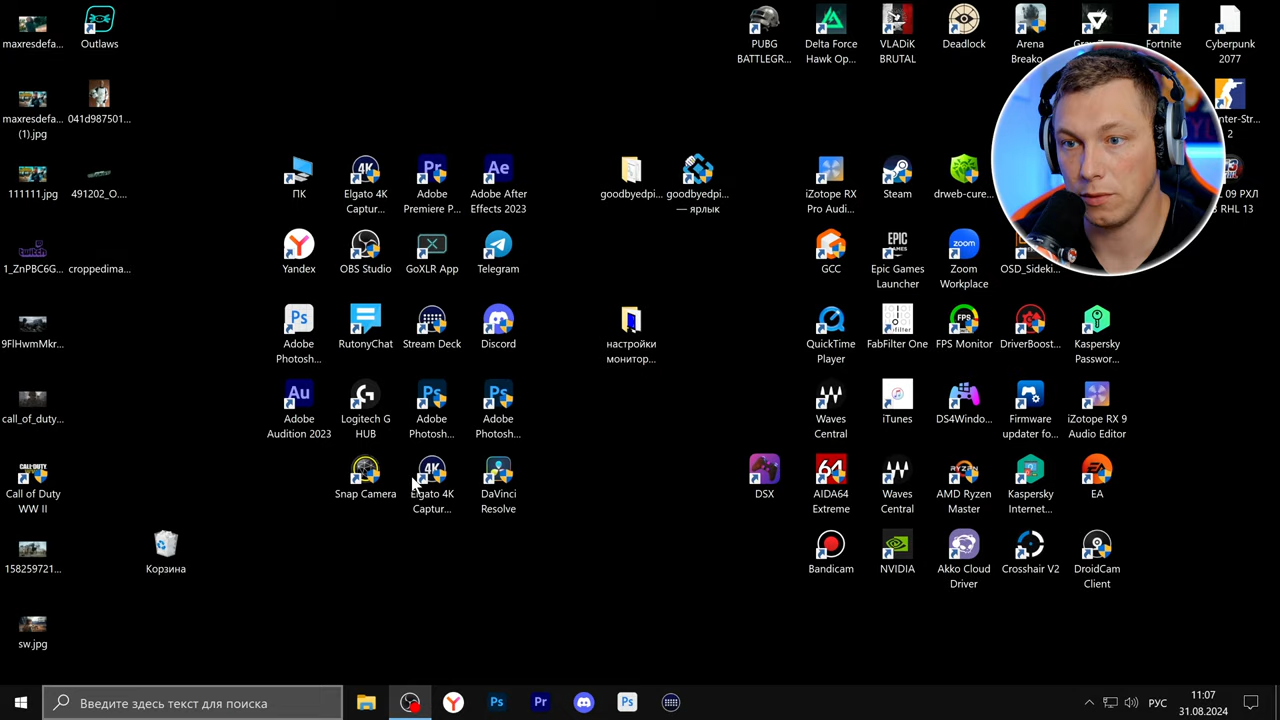 maxresdefa...
Outlaws
PUBG
BATTLEGR...
Delta Force
Hawk Op...
VLADiK
BRUTAL
Deadlock
Arena
Breako...
Fortnite
Cyberpunk
2077
maxresdefa...
(1).jpg
041d987501...
2
111111.jpg
491202_O...
ПК
Elgato 4K
Captur...
Adobe
Premiere P...
Adobe After
Effects 2023
goodbyedpi...
goodbyedpi...
— ярлык
iZotope RX
Pro Audi...
Steam
drweb-cure...
09 РХЛ
RHL 13
1_ZnPBC6G...
croppedima...
Yandex
OBS Studio
GoXLR App
Telegram
GCC
Epic Games
Launcher
Zoom
Workplace
OSD_Sideki...
9FlHwmMkr...
Adobe
Photosh...
RutonyChat
Stream Deck
Discord
настройки
монитор...
QuickTime
Player
FabFilter One
FPS Monitor
DriverBoost...
Kaspersky
Passwor...
call_of_duty...
Adobe
Audition 2023
Logitech G
HUB
Adobe
Photosh...
Adobe
Photosh...
Waves
Central
iTunes
DS4Windo...
Firmware
updater fo...
iZotope RX 9
Audio Editor
Call of Duty
WW II
Snap Camera
Elgato 4K
Captur...
DaVinci
Resolve
DSX
AIDA64
Extreme
Waves
Central
AMD Ryzen
Master
Kaspersky
Internet...
EA
158259721...
Корзина
Bandicam
NVIDIA
Akko Cloud
Driver
Crosshair V2
DroidCam
Client
sw.jpg
Введите здесь текст для поиска
РУС
11:07
31.08.2024